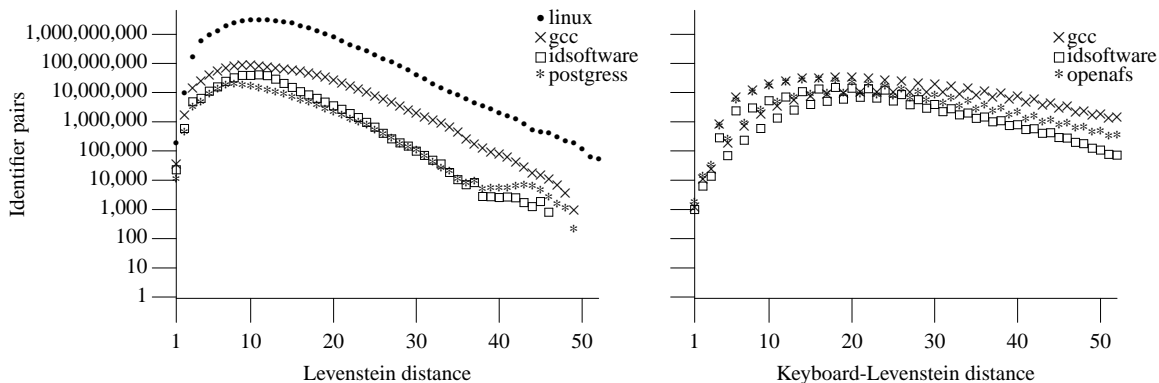 Identifier pairs
1,000,000,000
100,000,000
10,000,000
1,000,000
100,000
10,000
1,000
100
10
1
1 10 20 30 40 50
Levenstein distance
linux
gcc
idsoftware
postgress
gcc
idsoftware
openafs
1 10 20 30 40 50
Keyboard-Levenstein distance